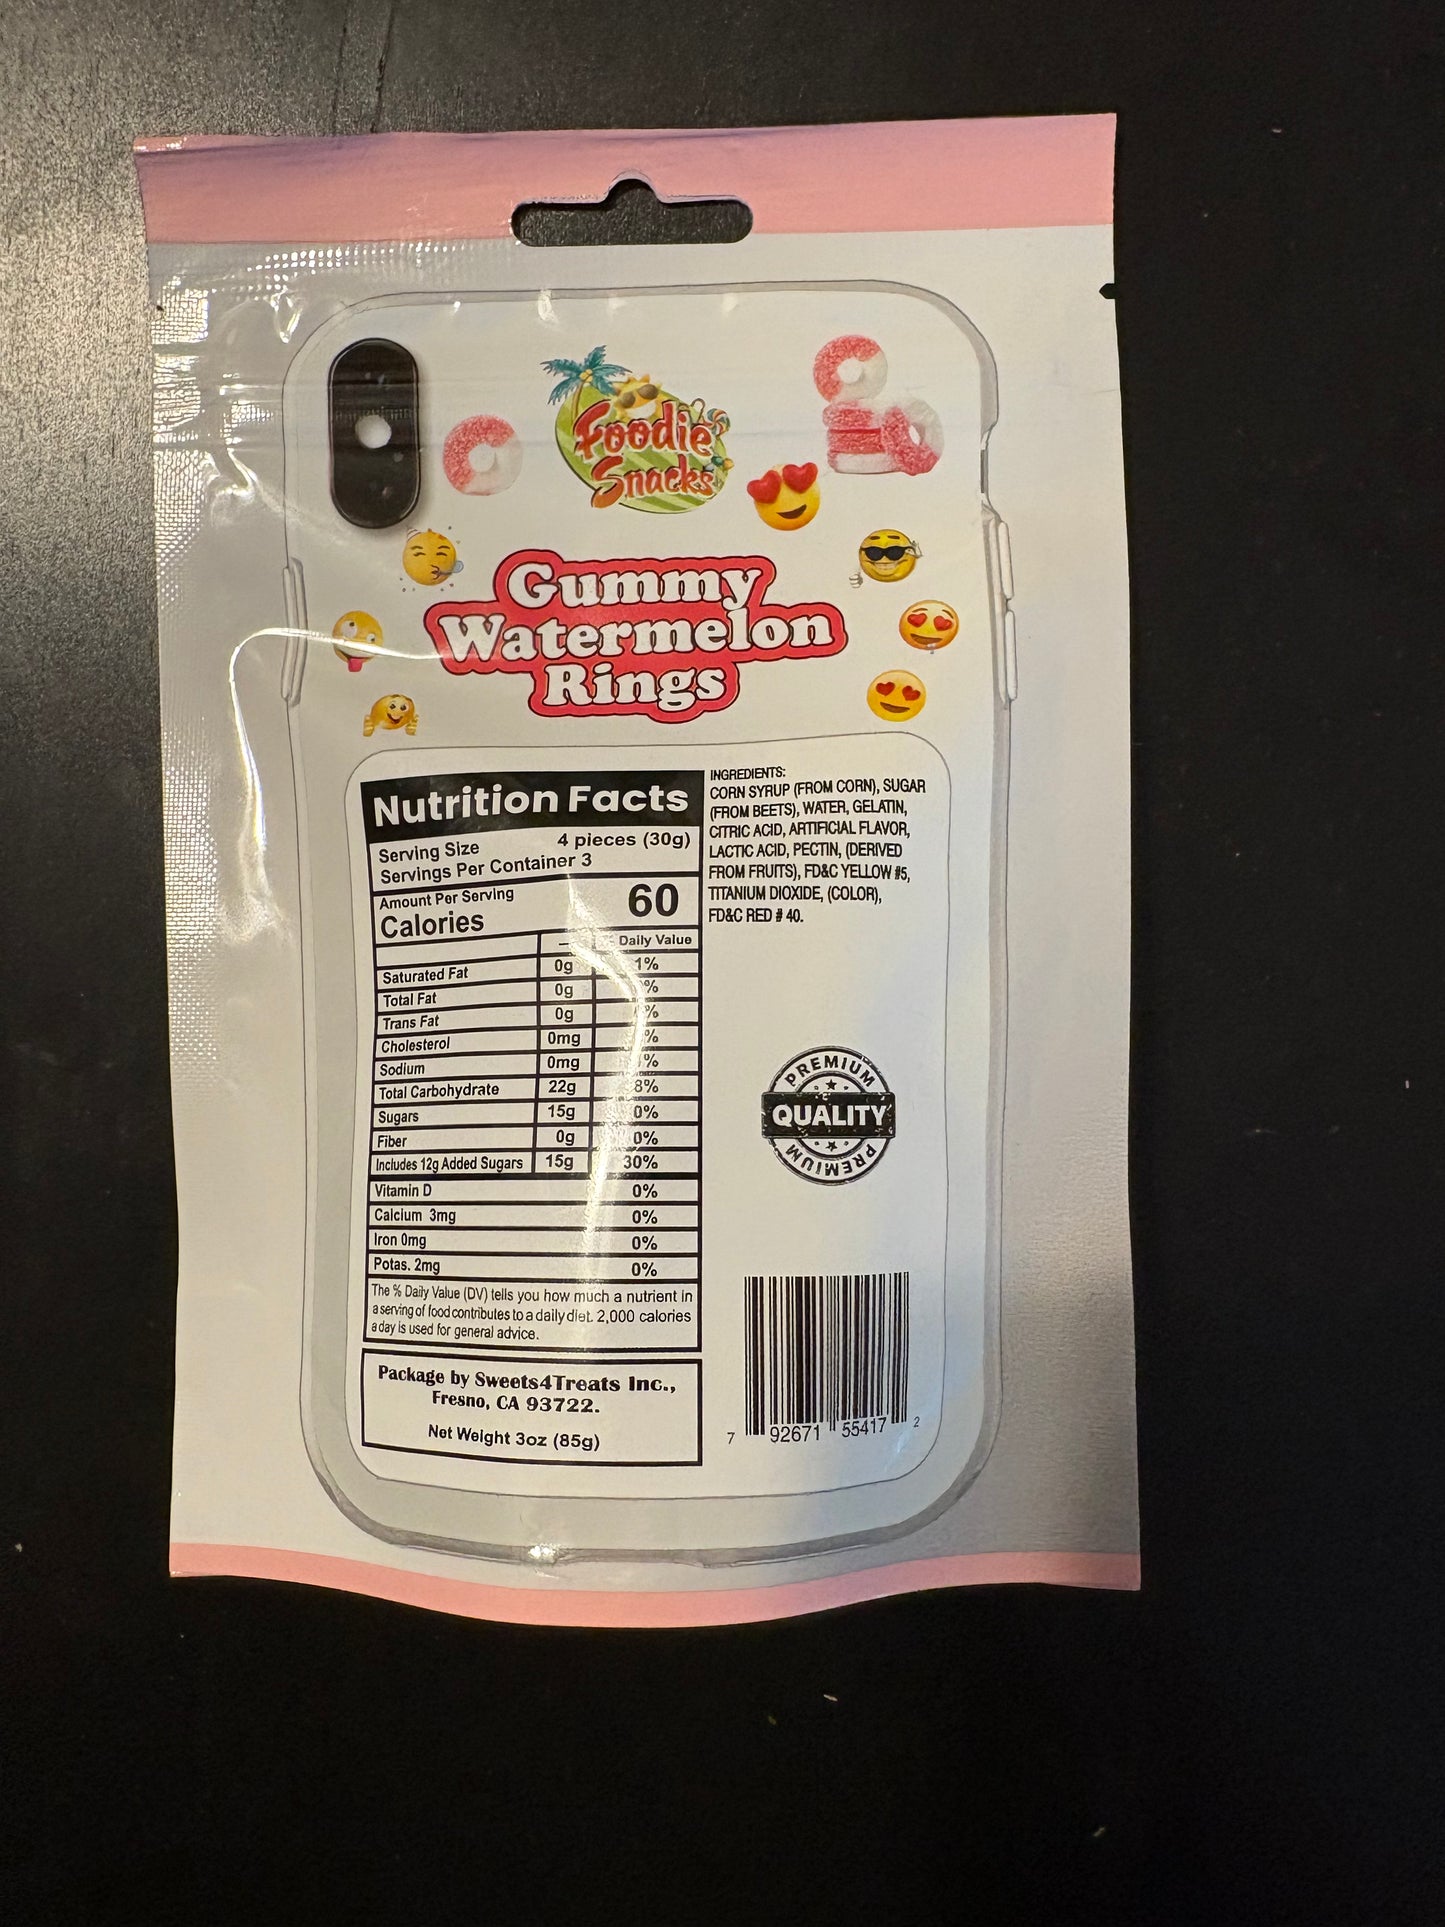 Foodie
Snacks
Gummy
Watermelon
Rings
Nutrition Facts
Serving Size 4 pieces (30g)
Servings Per Container 3
Amount Per Serving
Calories 60
Daily Value
Saturated Fat 0g 1%
Total Fat 0g %
Trans Fat 0g %
Cholesterol 0mg %
Sodium 0mg %
Total Carbohydrate 22g 8%
Sugars 15g 0%
Fiber 0g 0%
Includes 12g Added Sugars 15g 30%
Vitamin D 0%
Calcium 3mg 0%
Iron 0mg 0%
Potas. 2mg 0%
The % Daily Value (DV) tells you how much a nutrient in
a serving of food contributes to a daily diet. 2,000 calories
a day is used for general advice.
Package by Sweets4Treats Inc.,
Fresno, CA 93722.
Net Weight 3oz (85g)
INGREDIENTS:
CORN SYRUP (FROM CORN), SUGAR
(FROM BEETS), WATER, GELATIN,
CITRIC ACID, ARTIFICIAL FLAVOR,
LACTIC ACID, PECTIN, (DERIVED
FROM FRUITS), FD&C YELLOW #5,
TITANIUM DIOXIDE, (COLOR),
FD&C RED # 40.
PREMIUM
QUALITY
PREMIUM
7 92671 55417 2